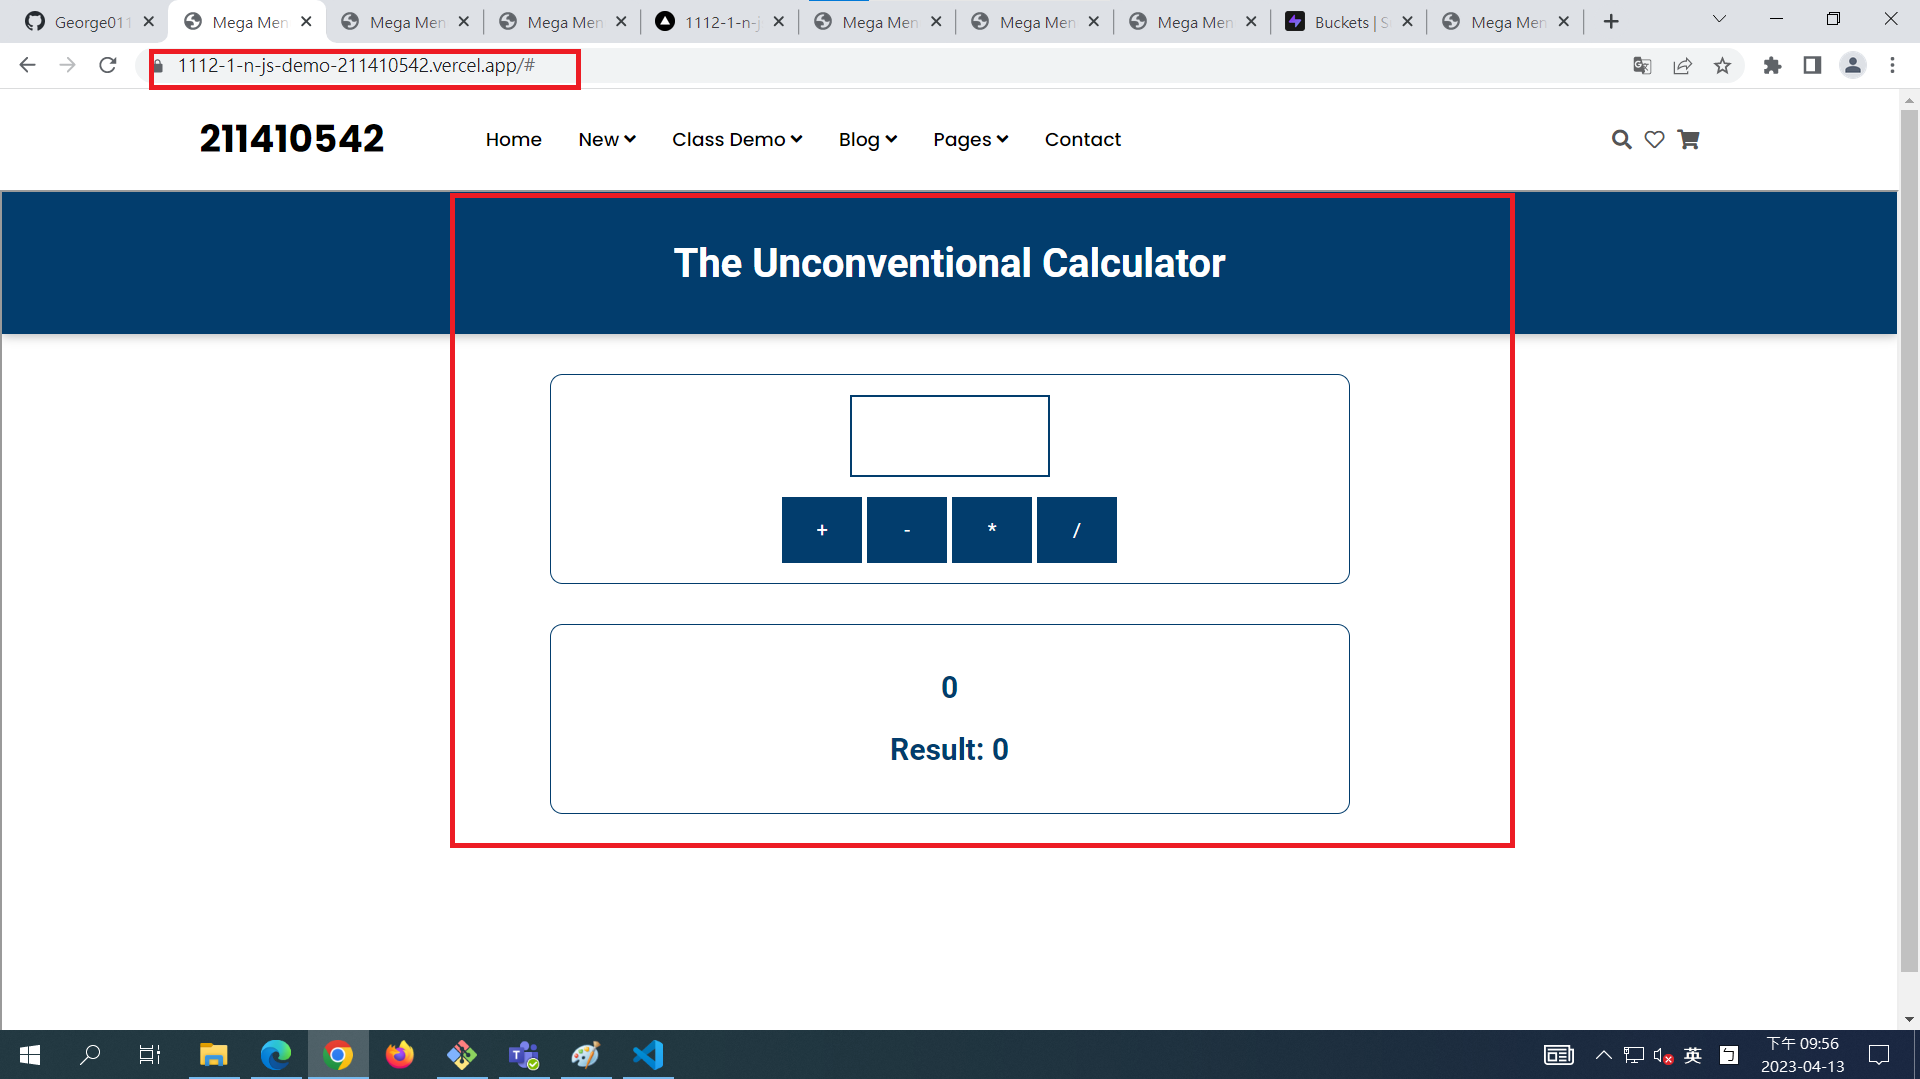 George011
Mega Men
Mega Men
Mega Men
1112-1-n-j
Mega Men
Mega Men
Mega Men
Buckets | S
Mega Men
1112-1-n-js-demo-211410542.vercel.app/#
211410542
Home
New
Class Demo
Blog
Pages
Contact
The Unconventional Calculator
+
-
*
/
0
Result: 0
英
ㄅ
下午 09:56
2023-04-13